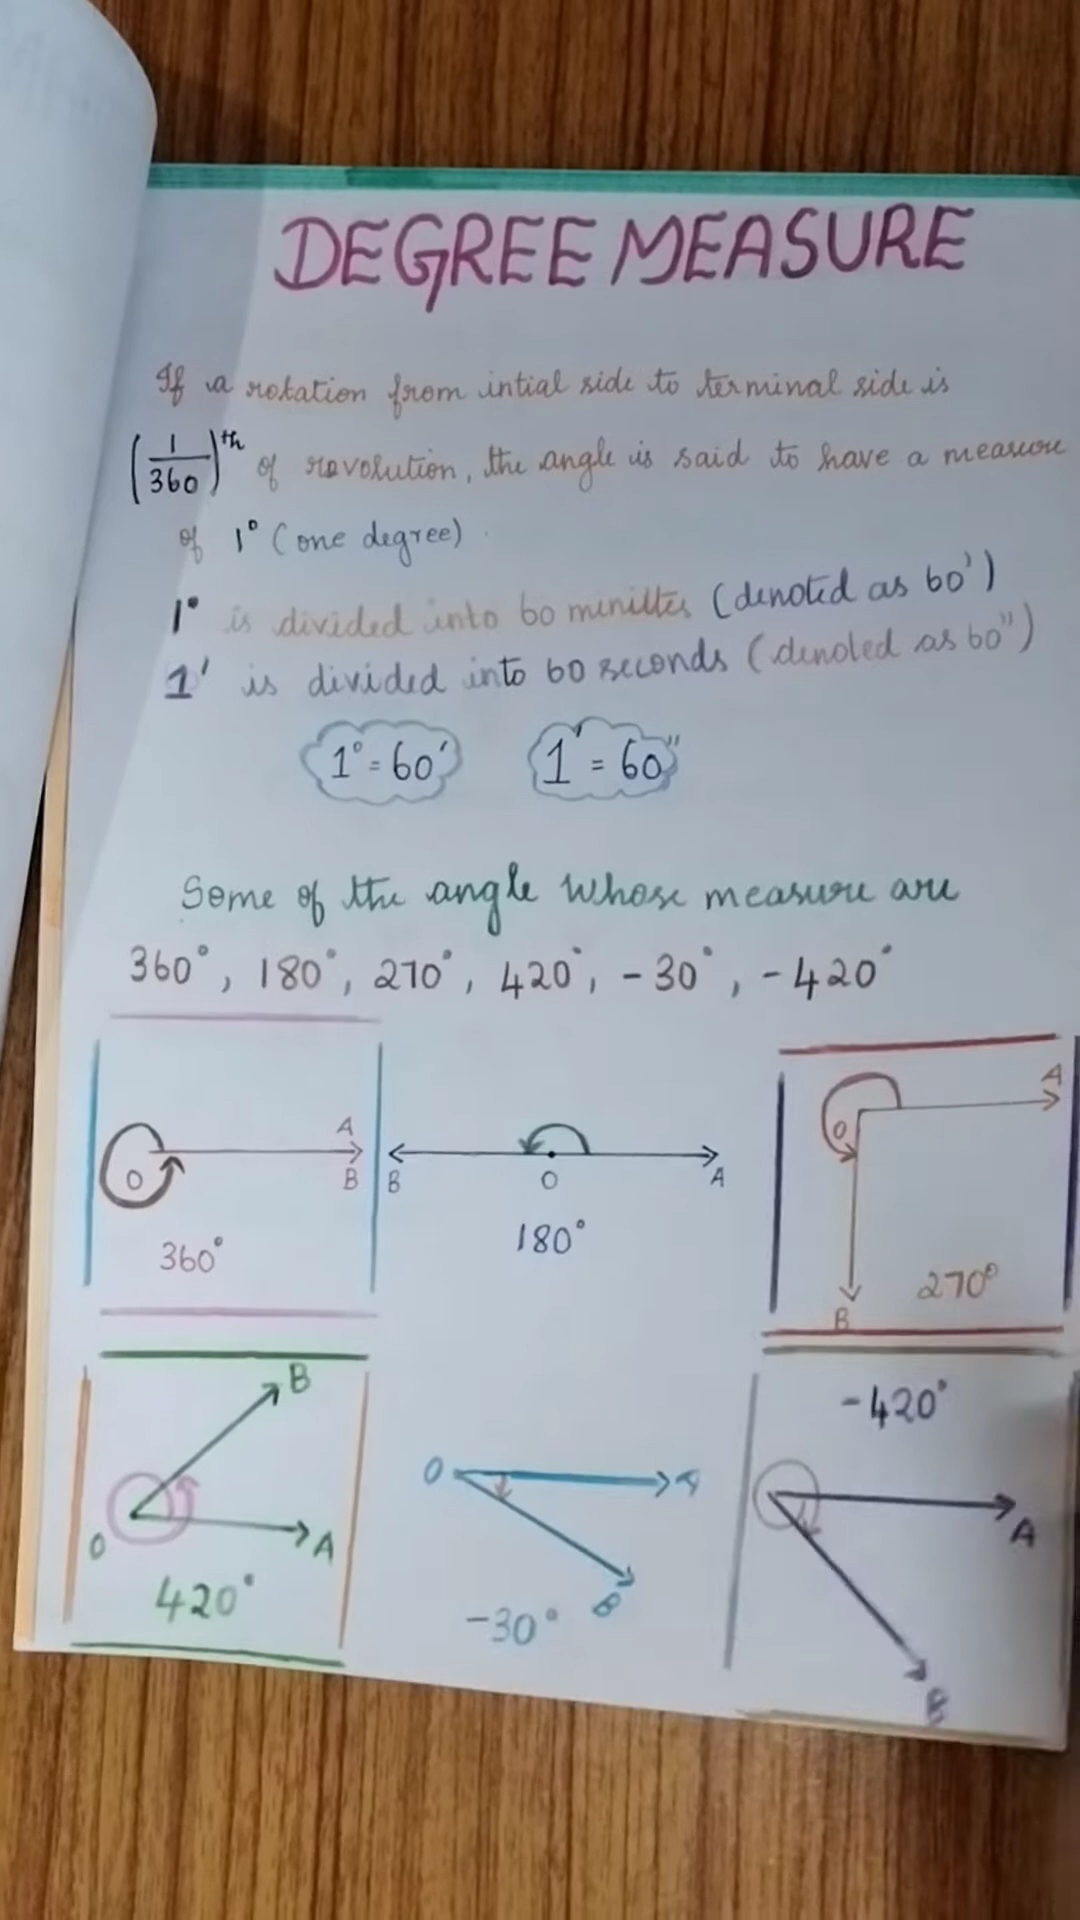 DEGREE MEASURE
If a rotation from intial side to terminal side is
(1/360)th of revolution, the angle is said to have a measure
of 1° (one degree).
1° is divided into 60 minittes (denoted as 60')
1' is divided into 60 seconds (denoted as 60'')
1° = 60' 1' = 60''
Some of the angle whose measure are
360°, 180°, 270°, 420°, -30°, -420°
O A B 360°
B O A 180°
O A B 270°
O B A 420°
O A B -30°
-420° A B